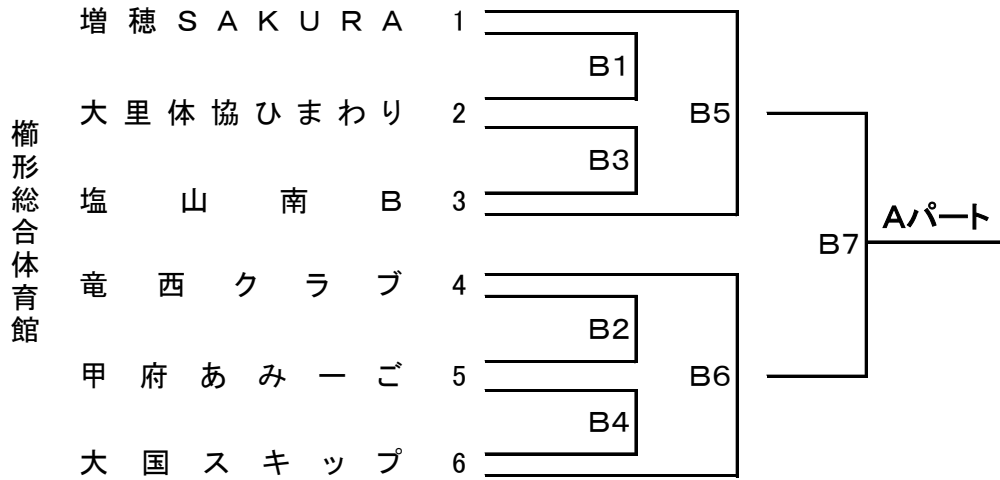 増穂SAKURA 1
B1
大里体協ひまわり 2
B5
B3
塩山南B 3
櫛形総合体育館
Aパート
B7
竜西クラブ 4
B2
甲府あみーご 5
B6
B4
大国スキップ 6